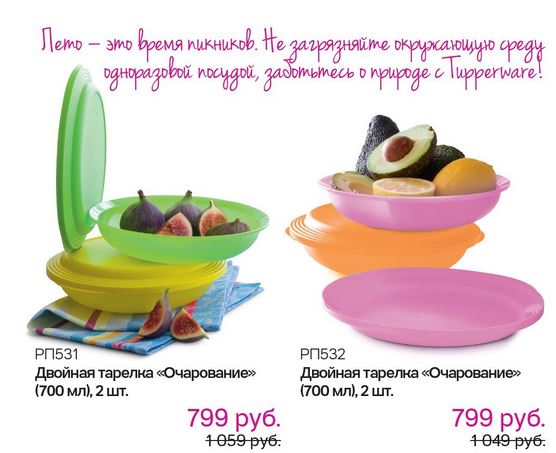 Лето – это время пикников. Не загрязняйте окружающую среду
одноразовой посудой, заботьтесь о природе с Tupperware!
РП531
Двойная тарелка «Очарование»
(700 мл), 2 шт.
799 руб.
1 059 руб.
РП532
Двойная тарелка «Очарование»
(700 мл), 2 шт.
799 руб.
1 049 руб.